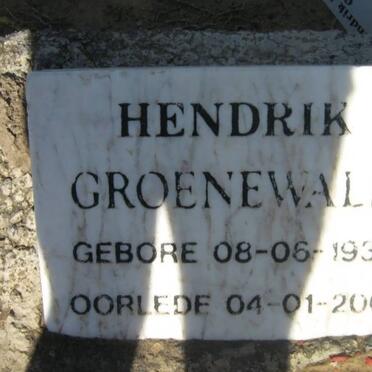 HENDRIK
GROENEWAL
GEBORE 08-06-193
OORLEDE 04-01-200